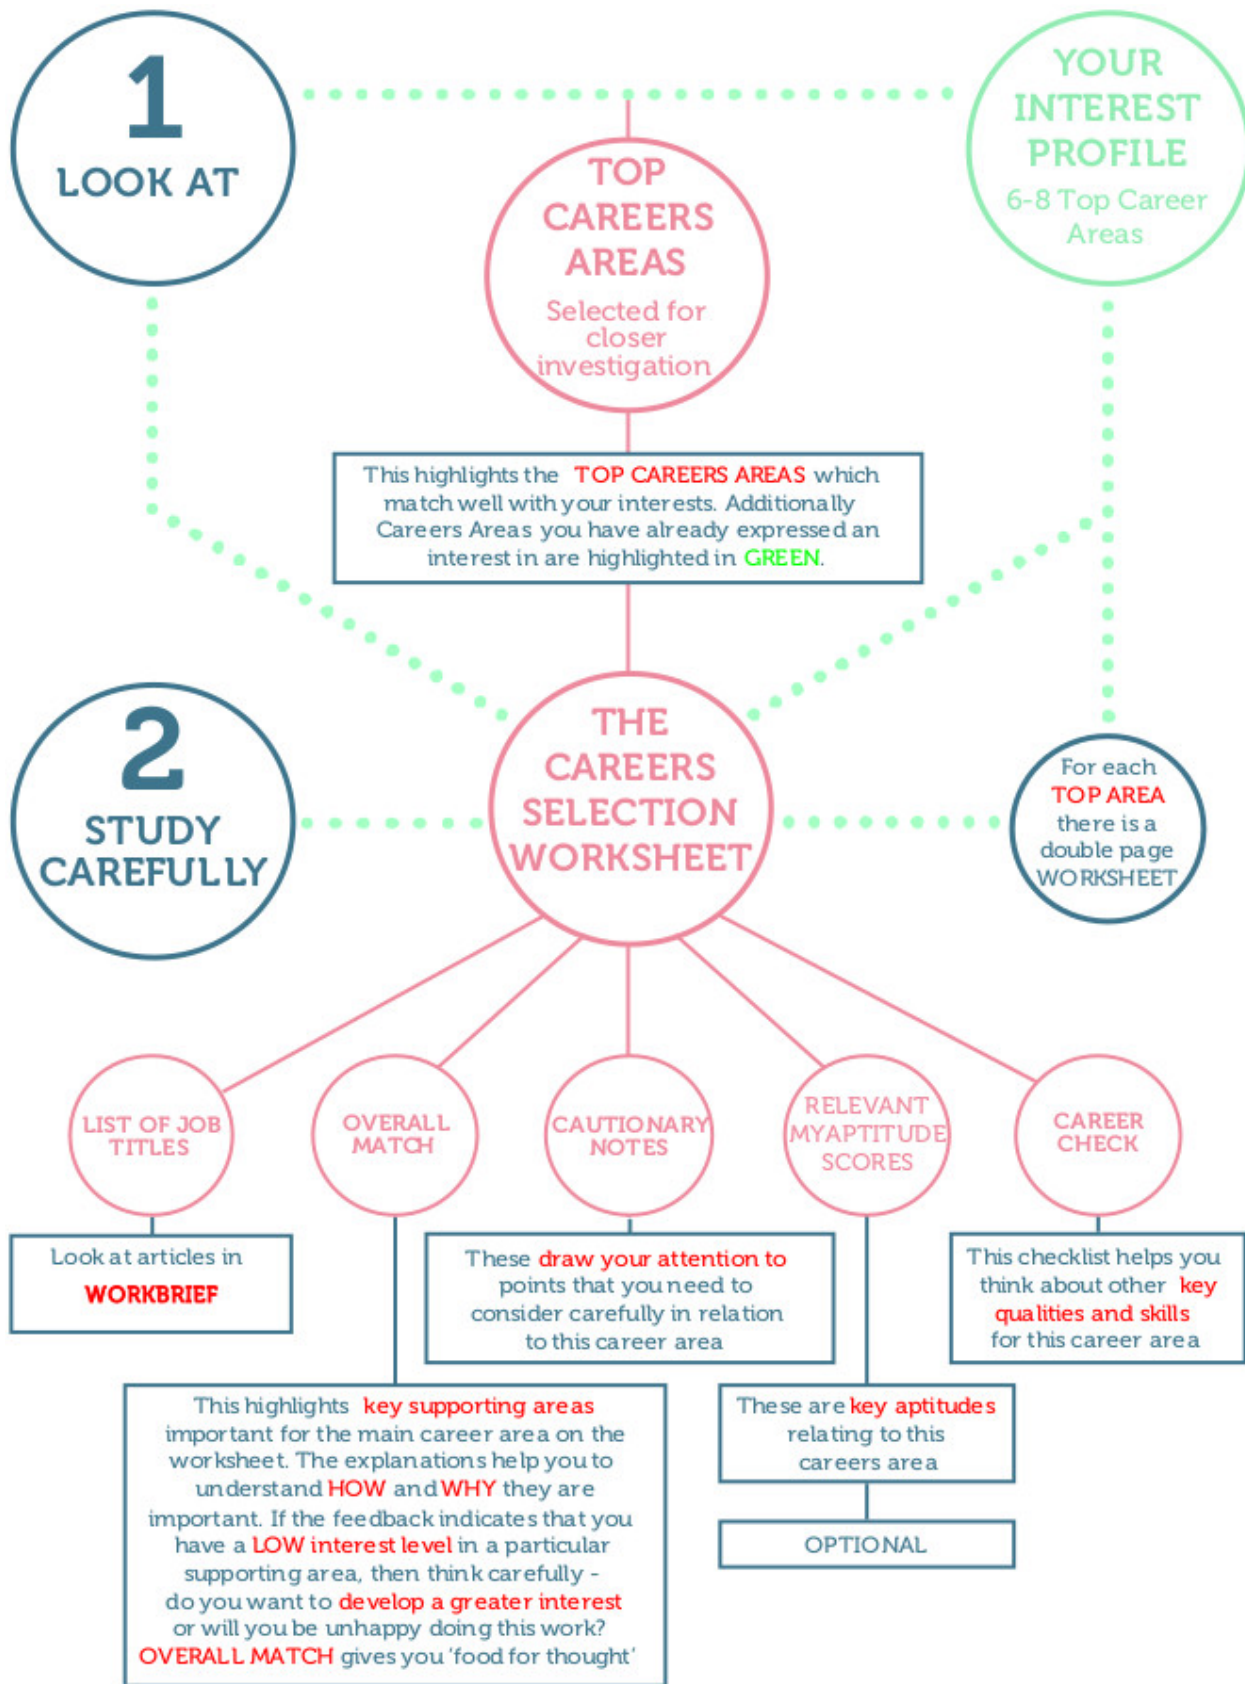 1
LOOK AT
YOUR
INTEREST
PROFILE
6-8 Top Career
Areas
TOP
CAREERS
AREAS
Selected for
closer
investigation
This highlights the TOP CAREERS AREAS which
match well with your interests. Additionally
Careers Areas you have already expressed an
interest in are highlighted in GREEN.
2
STUDY
CAREFULLY
THE
CAREERS
SELECTION
WORKSHEET
For each
TOP AREA
there is a
double page
WORKSHEET
LIST OF JOB
TITLES
OVERALL
MATCH
CAUTIONARY
NOTES
RELEVANT
MYAPTITUDE
SCORES
CAREER
CHECK
Look at articles in
WORKBRIEF
These draw your attention to
points that you need to
consider carefully in relation
to this career area
This checklist helps you
think about other key
qualities and skills
for this career area
This highlights key supporting areas
important for the main career area on the
worksheet. The explanations help you to
understand HOW and WHY they are
important. If the feedback indicates that you
have a LOW interest level in a particular
supporting area, then think carefully -
do you want to develop a greater interest
or will you be unhappy doing this work?
OVERALL MATCH gives you 'food for thought'
These are key aptitudes
relating to this
careers area
OPTIONAL